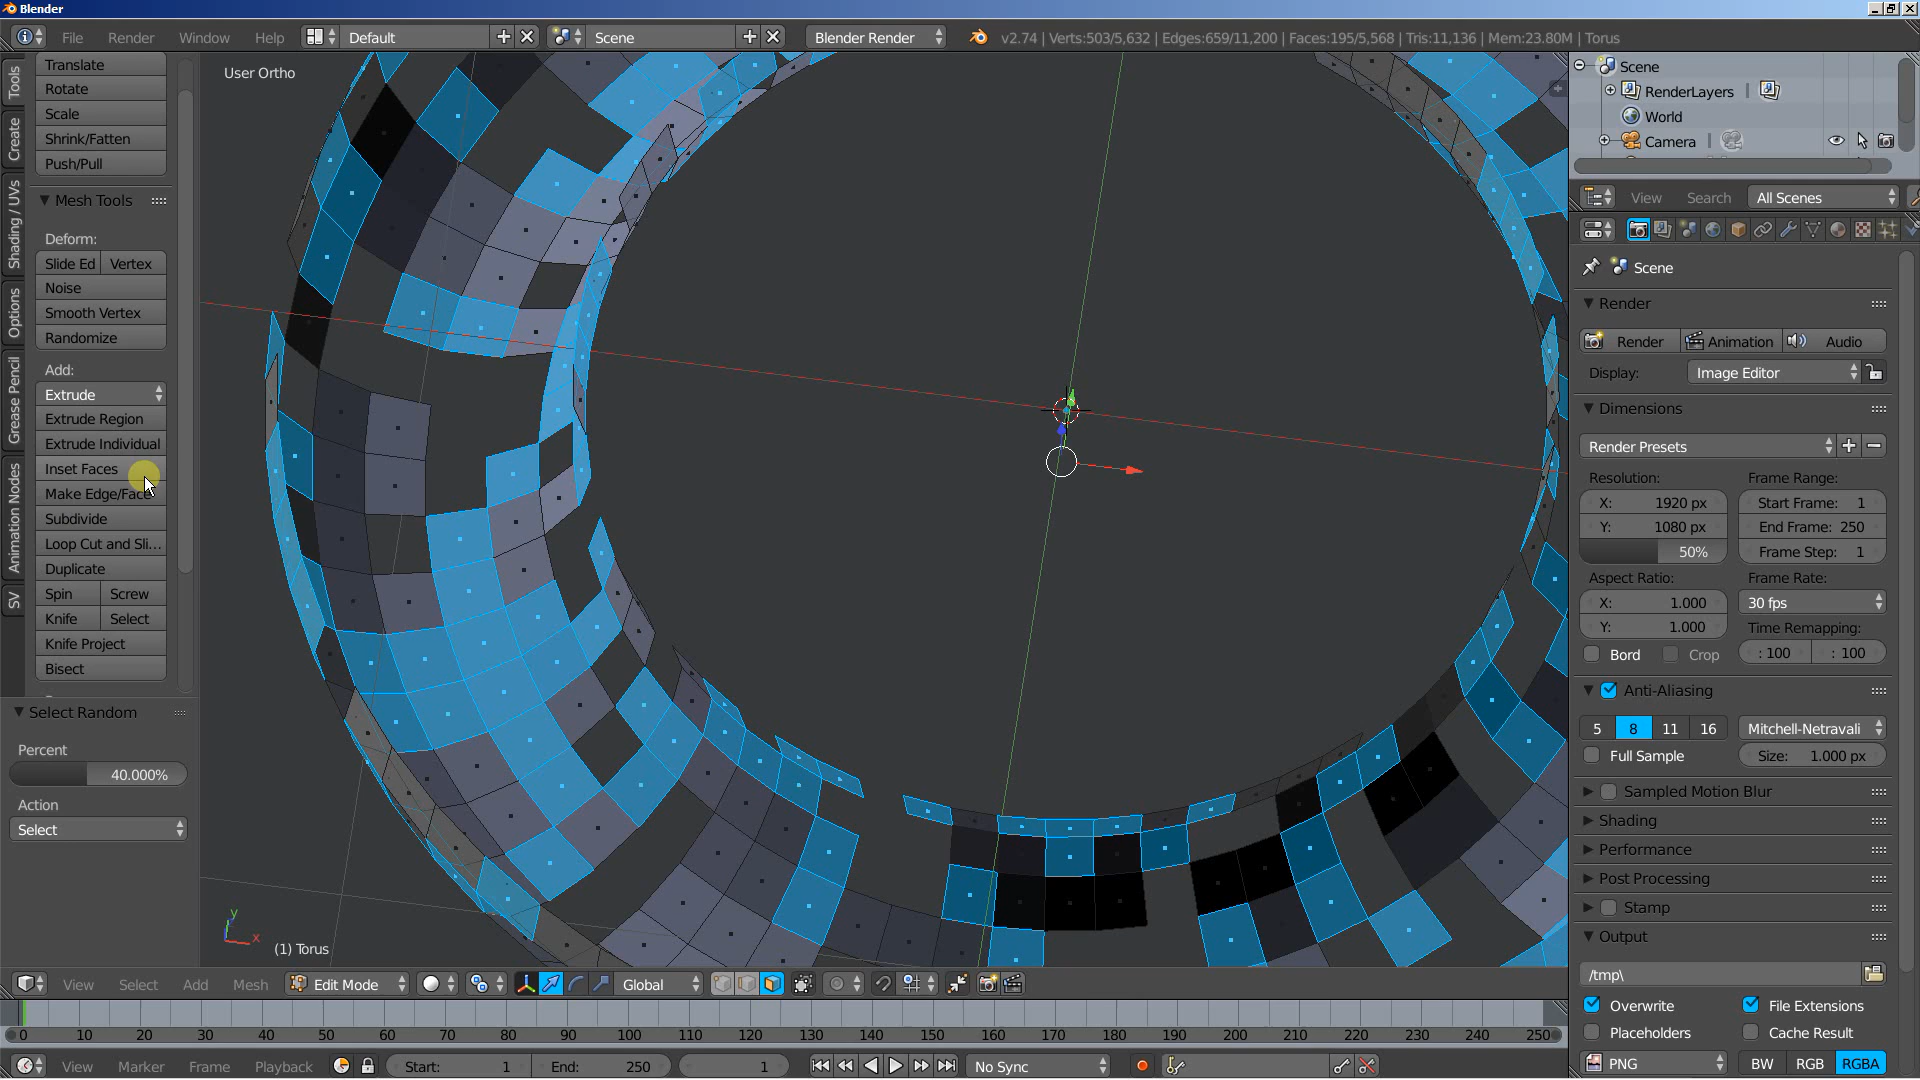 Blender
File Render Window Help Default Scene Blender Render v2.74 | Verts:503/5,632 | Edges:659/11,200 | Faces:195/5,568 | Tris:11,136 | Mem:23.80M | Torus
Tools
Create
Shading / UVs
Options
Grease Pencil
Animation Nodes
SV
Translate
Rotate
Scale
Shrink/Fatten
Push/Pull
Mesh Tools
Deform:
Slide Ed Vertex
Noise
Smooth Vertex
Randomize
Add:
Extrude
Extrude Region
Extrude Individual
Inset Faces
Make Edge/Face
Subdivide
Loop Cut and Sli...
Duplicate
Spin Screw
Knife Select
Knife Project
Bisect
Select Random
Percent
40.000%
Action
Select
User Ortho
y
x
(1) Torus
View Select Add Mesh Edit Mode Global
0 10 20 30 40 50 60 70 80 90 100 110 120 130 140 150 160 170 180 190 200 210 220 230 240 250
View Marker Frame Playback Start: 1 End: 250 1 No Sync
Scene
RenderLayers
World
Camera
View Search All Scenes
Scene
Render
Render Animation Audio
Display: Image Editor
Dimensions
Render Presets
Resolution: Frame Range:
X: 1920 px Start Frame: 1
Y: 1080 px End Frame: 250
50% Frame Step: 1
Aspect Ratio: Frame Rate:
X: 1.000 30 fps
Y: 1.000 Time Remapping:
Bord Crop : 100 : 100
Anti-Aliasing
5 8 11 16 Mitchell-Netravali
Full Sample Size: 1.000 px
Sampled Motion Blur
Shading
Performance
Post Processing
Stamp
Output
/tmp\
Overwrite File Extensions
Placeholders Cache Result
PNG BW RGB RGBA